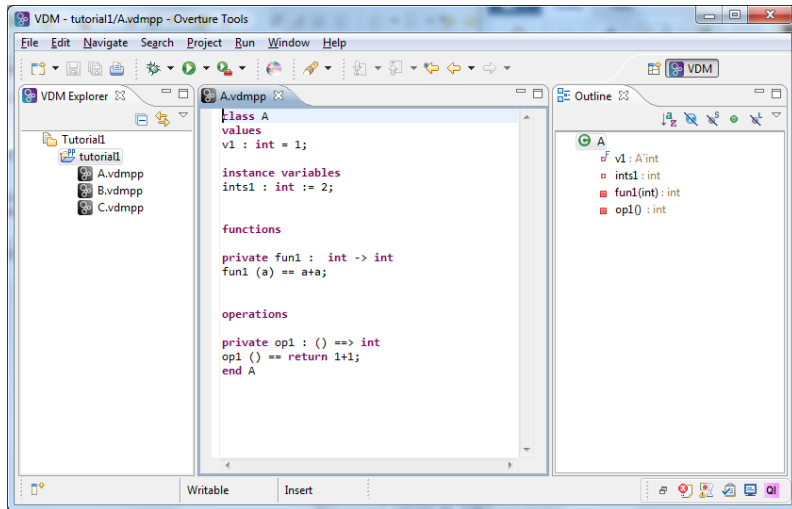 VDM - tutorial1/A.vdmpp - Overture Tools
File Edit Navigate Search Project Run Window Help
VDM
VDM Explorer
Tutorial1
tutorial1
A.vdmpp
B.vdmpp
C.vdmpp
A.vdmpp
class A
values
v1 : int = 1;
instance variables
ints1 : int := 2;
functions
private fun1 :  int -> int
fun1 (a) == a+a;
operations
private op1 : () ==> int
op1 () == return 1+1;
end A
Outline
A
v1 : A`int
ints1 : int
fun1(int) : int
op1() : int
Writable Insert
QI